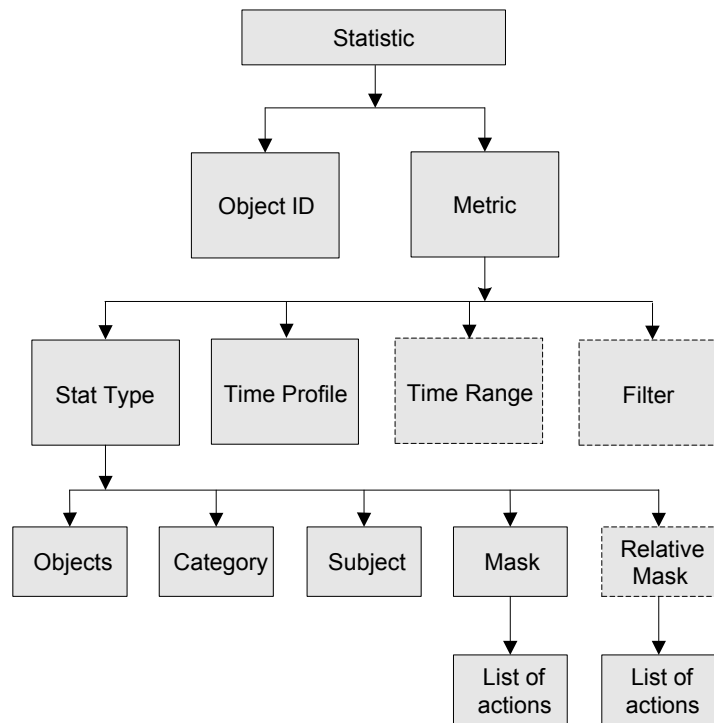 Statistic
Object ID
Metric
Stat Type
Time Profile
Time Range
Filter
Objects
Category
Subject
Mask
Relative
Mask
List of
actions
List of
actions